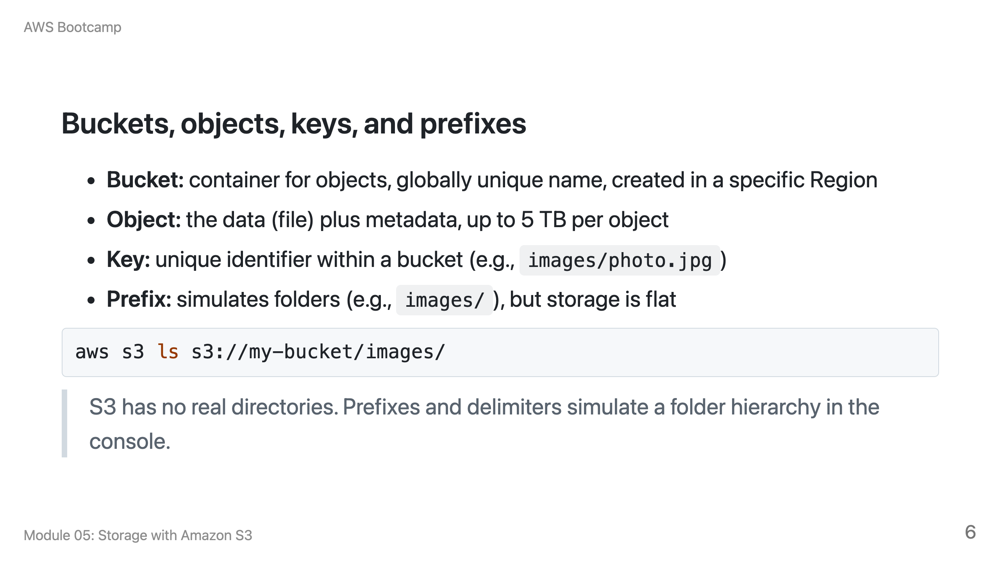 AWS Bootcamp
Buckets, objects, keys, and prefixes
• Bucket: container for objects, globally unique name, created in a specific Region
• Object: the data (file) plus metadata, up to 5 TB per object
• Key: unique identifier within a bucket (e.g., images/photo.jpg)
• Prefix: simulates folders (e.g., images/), but storage is flat
aws s3 ls s3://my-bucket/images/
S3 has no real directories. Prefixes and delimiters simulate a folder hierarchy in the
console.
Module 05: Storage with Amazon S3
6